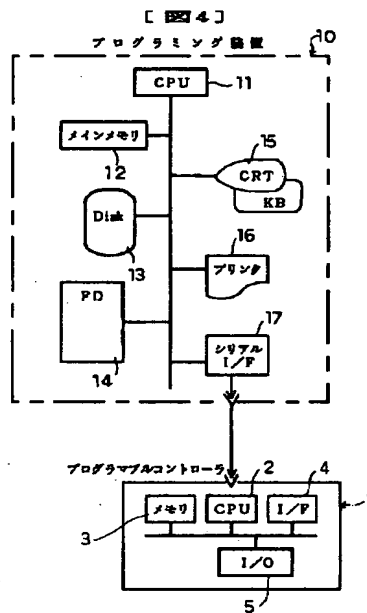 [図4]
プログラミング装置
10
CPU
11
メインメモリ
12
15
CRT
KB
Disk
13
16
プリンタ
FD
14
17
シリアル
I/F
プログラマブルコントローラ
2
4
メモリ
CPU
I/F
3
I/O
5